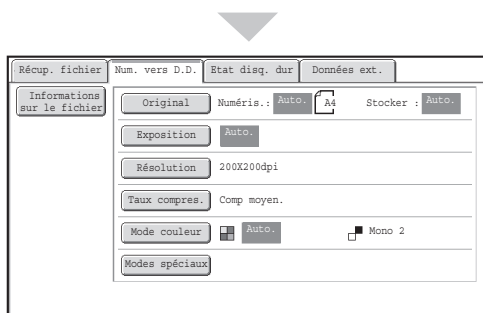 Récup. fichier Num. vers D.D. Etat disq. dur Données ext.
Informations
sur le fichier
Original Numéris.: Auto. A4 Stocker : Auto.
Exposition Auto.
Résolution 200X200dpi
Taux compres. Comp moyen.
Mode couleur Auto. Mono 2
Modes spéciaux